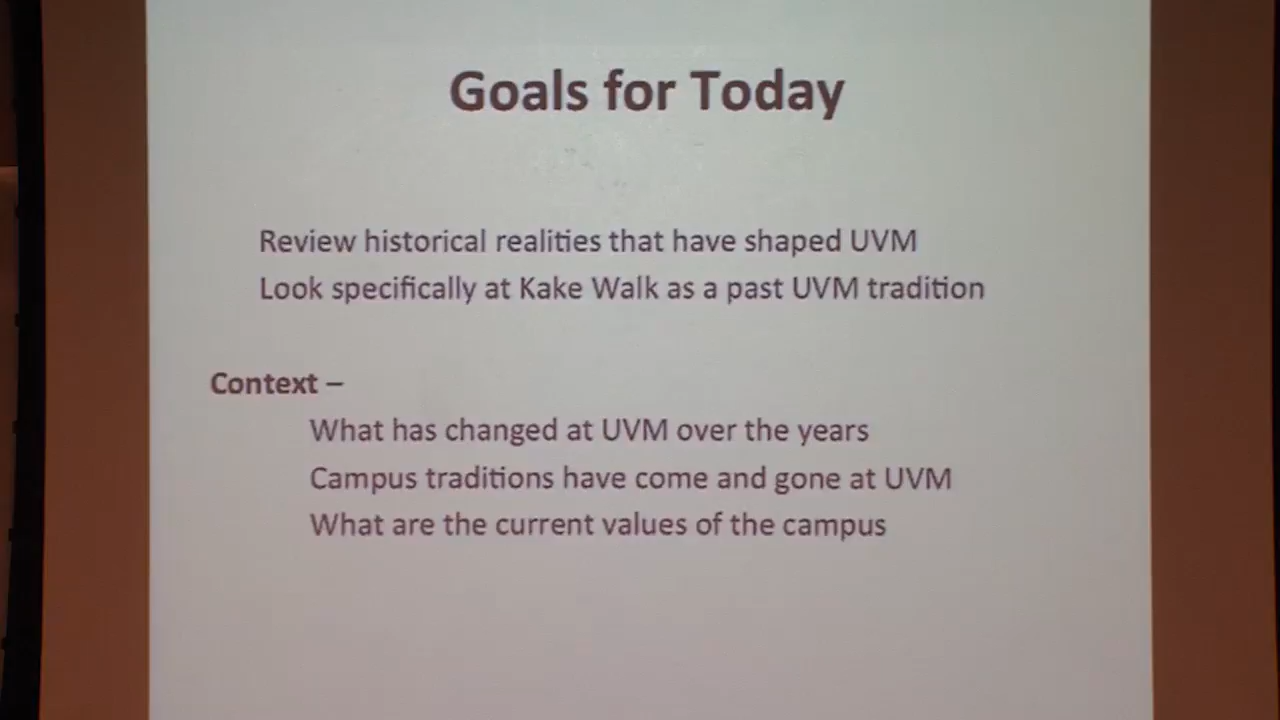 Goals for Today
Review historical realities that have shaped UVM
Look specifically at Kake Walk as a past UVM tradition
Context –
What has changed at UVM over the years
Campus traditions have come and gone at UVM
What are the current values of the campus